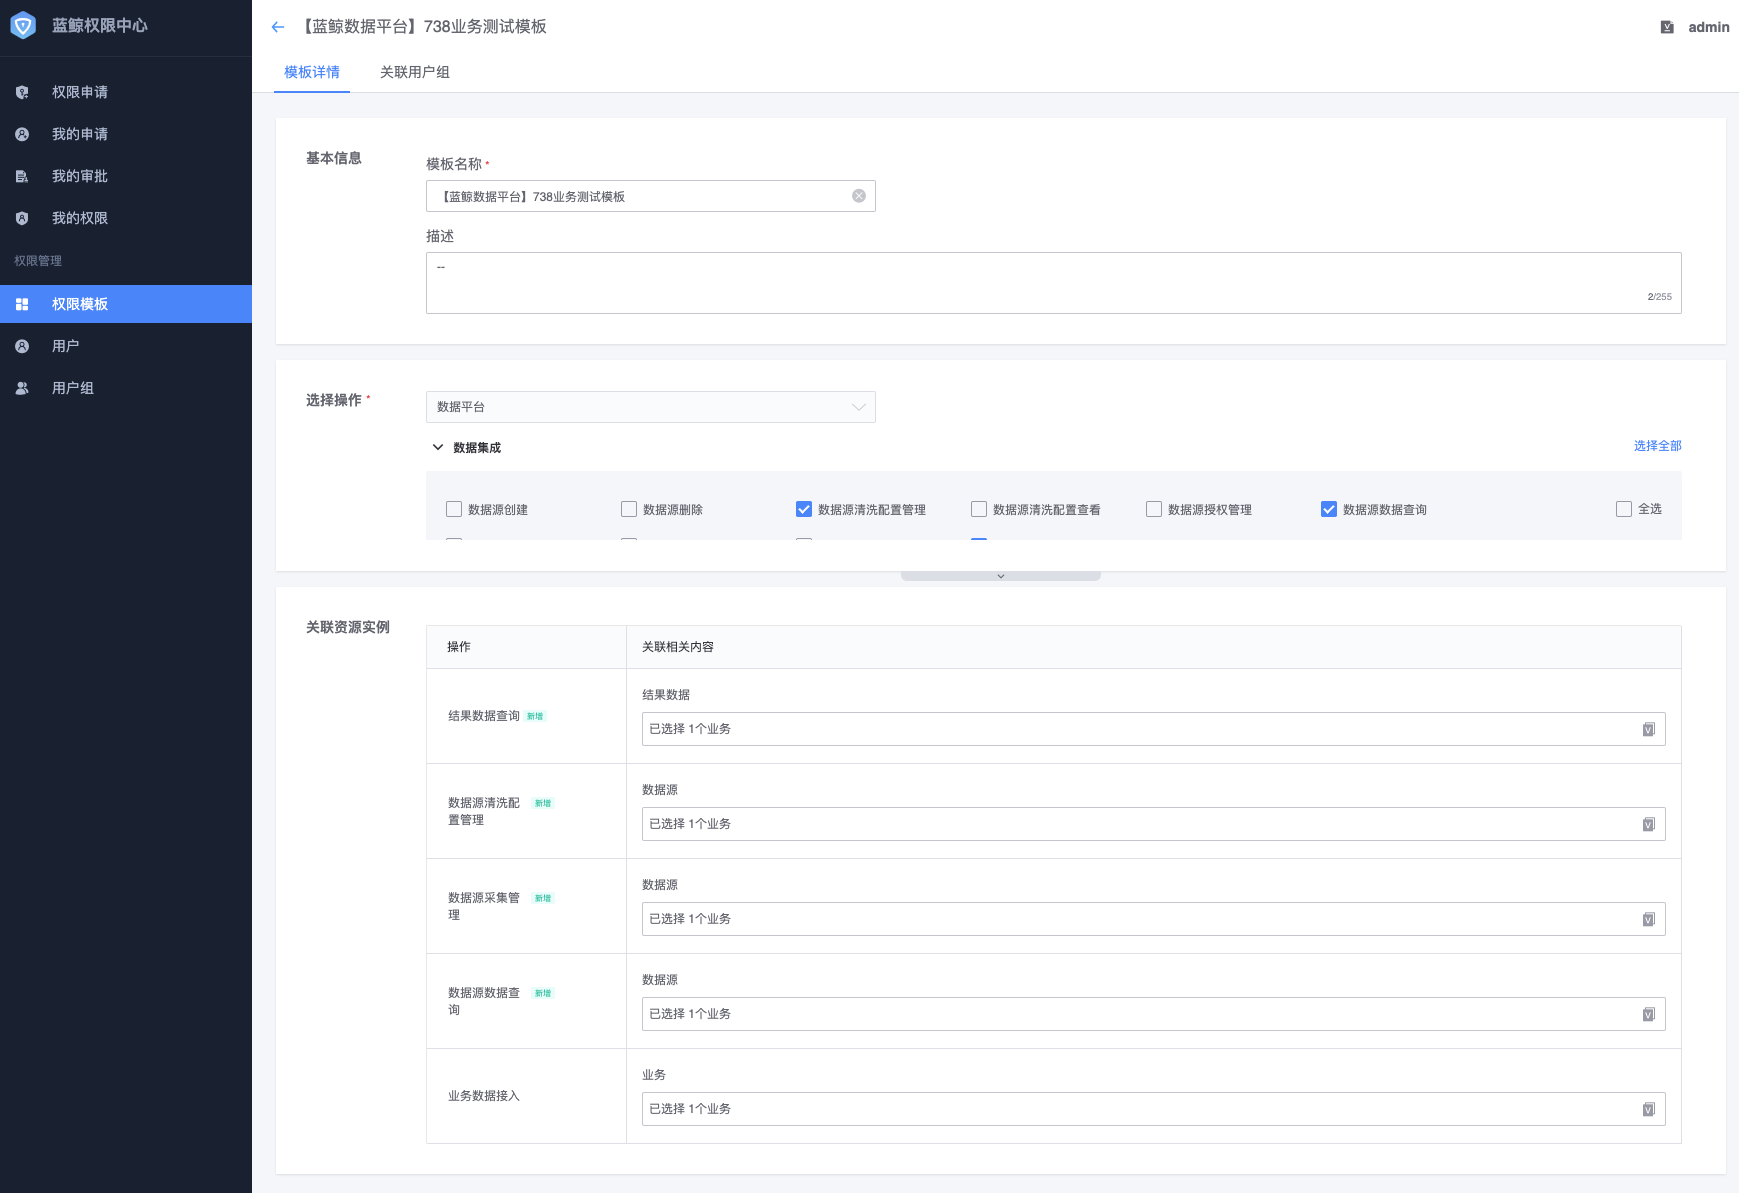 蓝鲸权限中心
【蓝鲸数据平台】738业务测试模板
admin
模板详情
关联用户组
权限申请
我的申请
我的审批
我的权限
权限管理
权限模板
用户
用户组
基本信息
模板名称 *
【蓝鲸数据平台】738业务测试模板
描述
--
2/255
选择操作 *
数据平台
数据集成
选择全部
数据源创建
数据源删除
数据源清洗配置管理
数据源清洗配置查看
数据源授权管理
数据源数据查询
全选
关联资源实例
操作
关联相关内容
结果数据查询 新增
结果数据
已选择 1个业务
数据源清洗配 新增
置管理
数据源
已选择 1个业务
数据源采集管 新增
理
数据源
已选择 1个业务
数据源数据查 新增
询
数据源
已选择 1个业务
业务数据接入
业务
已选择 1个业务